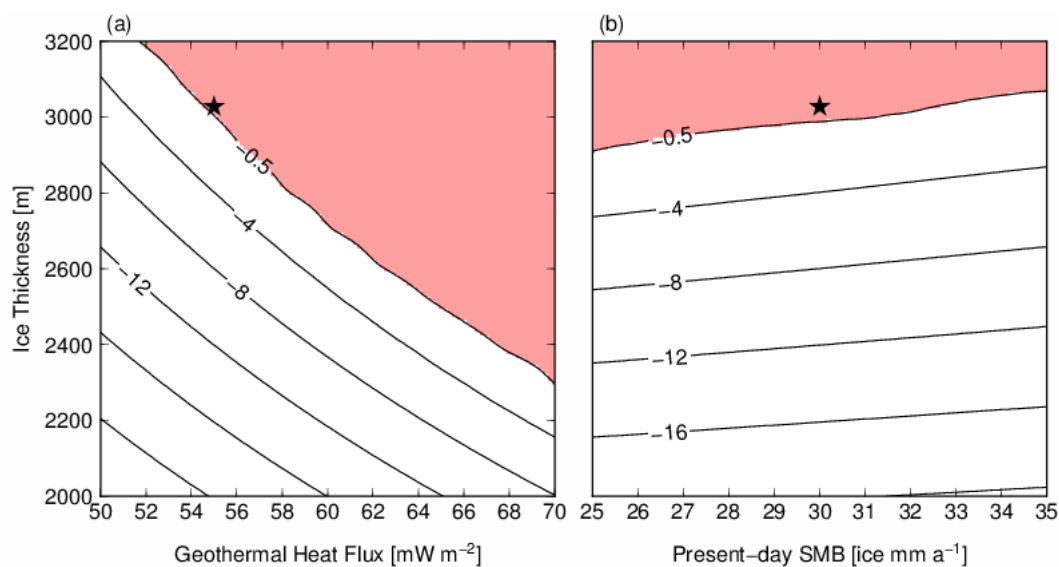 (a)
(b)
Ice Thickness [m]
3200
3000
2800
2600
2400
2200
2000
−0.5
−4
−8
−12
−0.5
−4
−8
−12
−16
50 52 54 56 58 60 62 64 66 68 70
25 26 27 28 29 30 31 32 33 34 35
Geothermal Heat Flux [mW m⁻²]
Present−day SMB [ice mm a⁻¹]